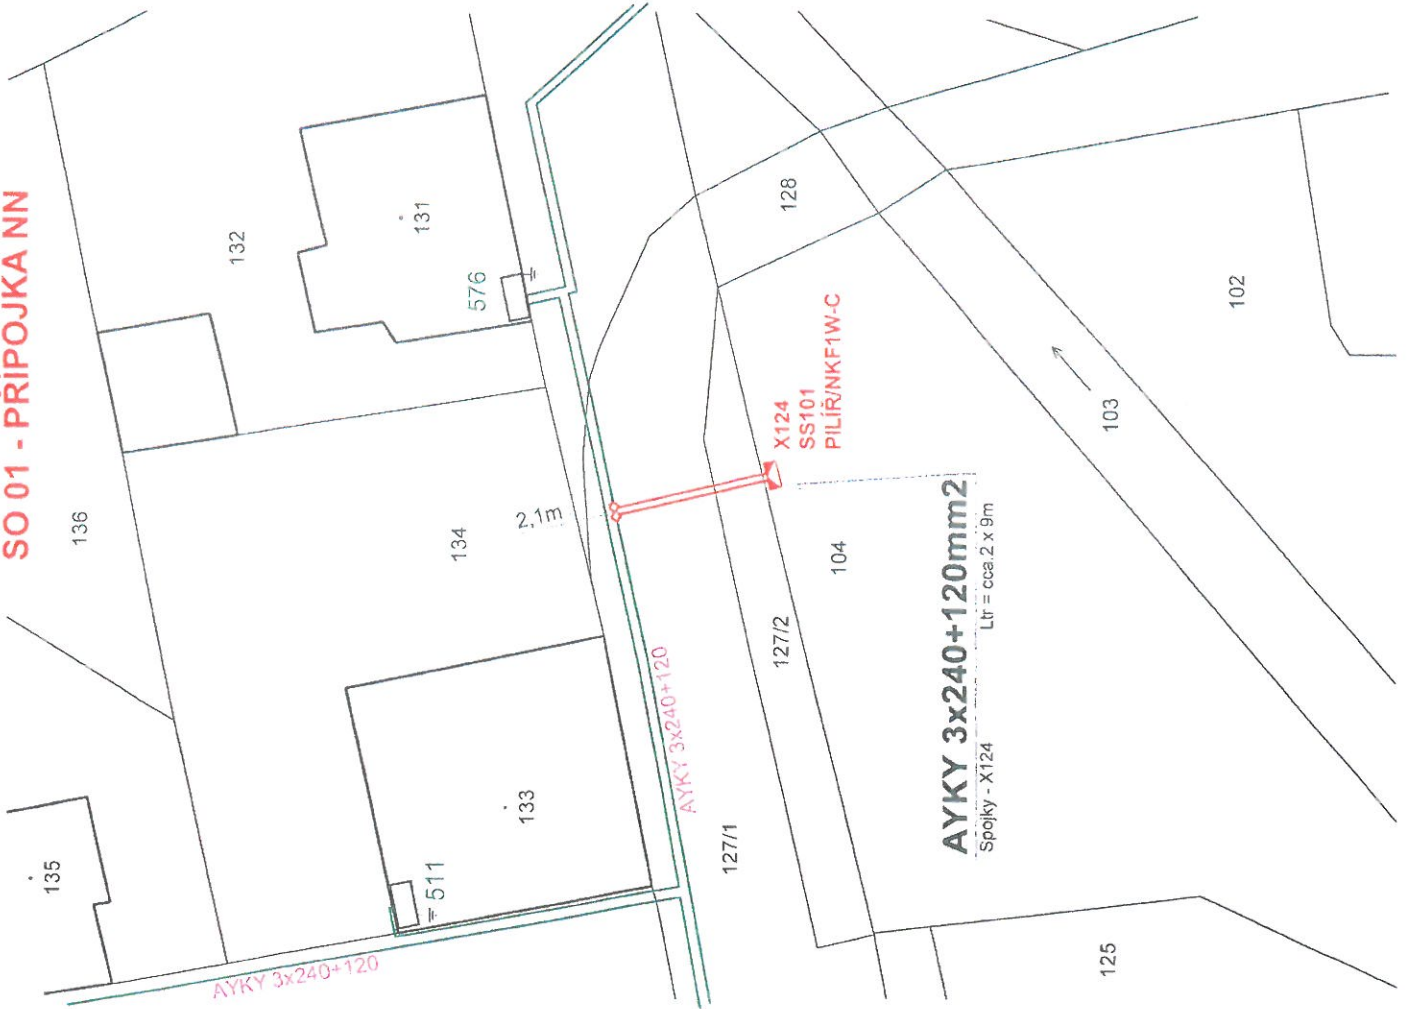 SO 01 - PŘÍPOJKA NN
136
132
131
576
134
2,1m
135
133
511
AYKY 3x240+120
AYKY 3x240+120
127/1
127/2
128
X124
SS101
PILÍŘ/NKF1W-C
104
103
102
AYKY 3x240+120mm2
Spojky - X124
Ltr = cca.2 x 9m
125